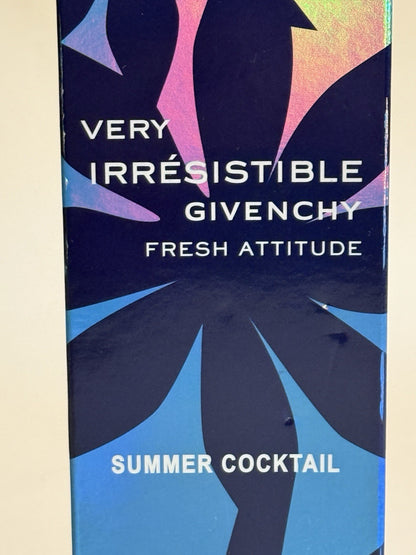 VERY
IRRÉSISTIBLE
GIVENCHY
FRESH ATTITUDE
SUMMER COCKTAIL